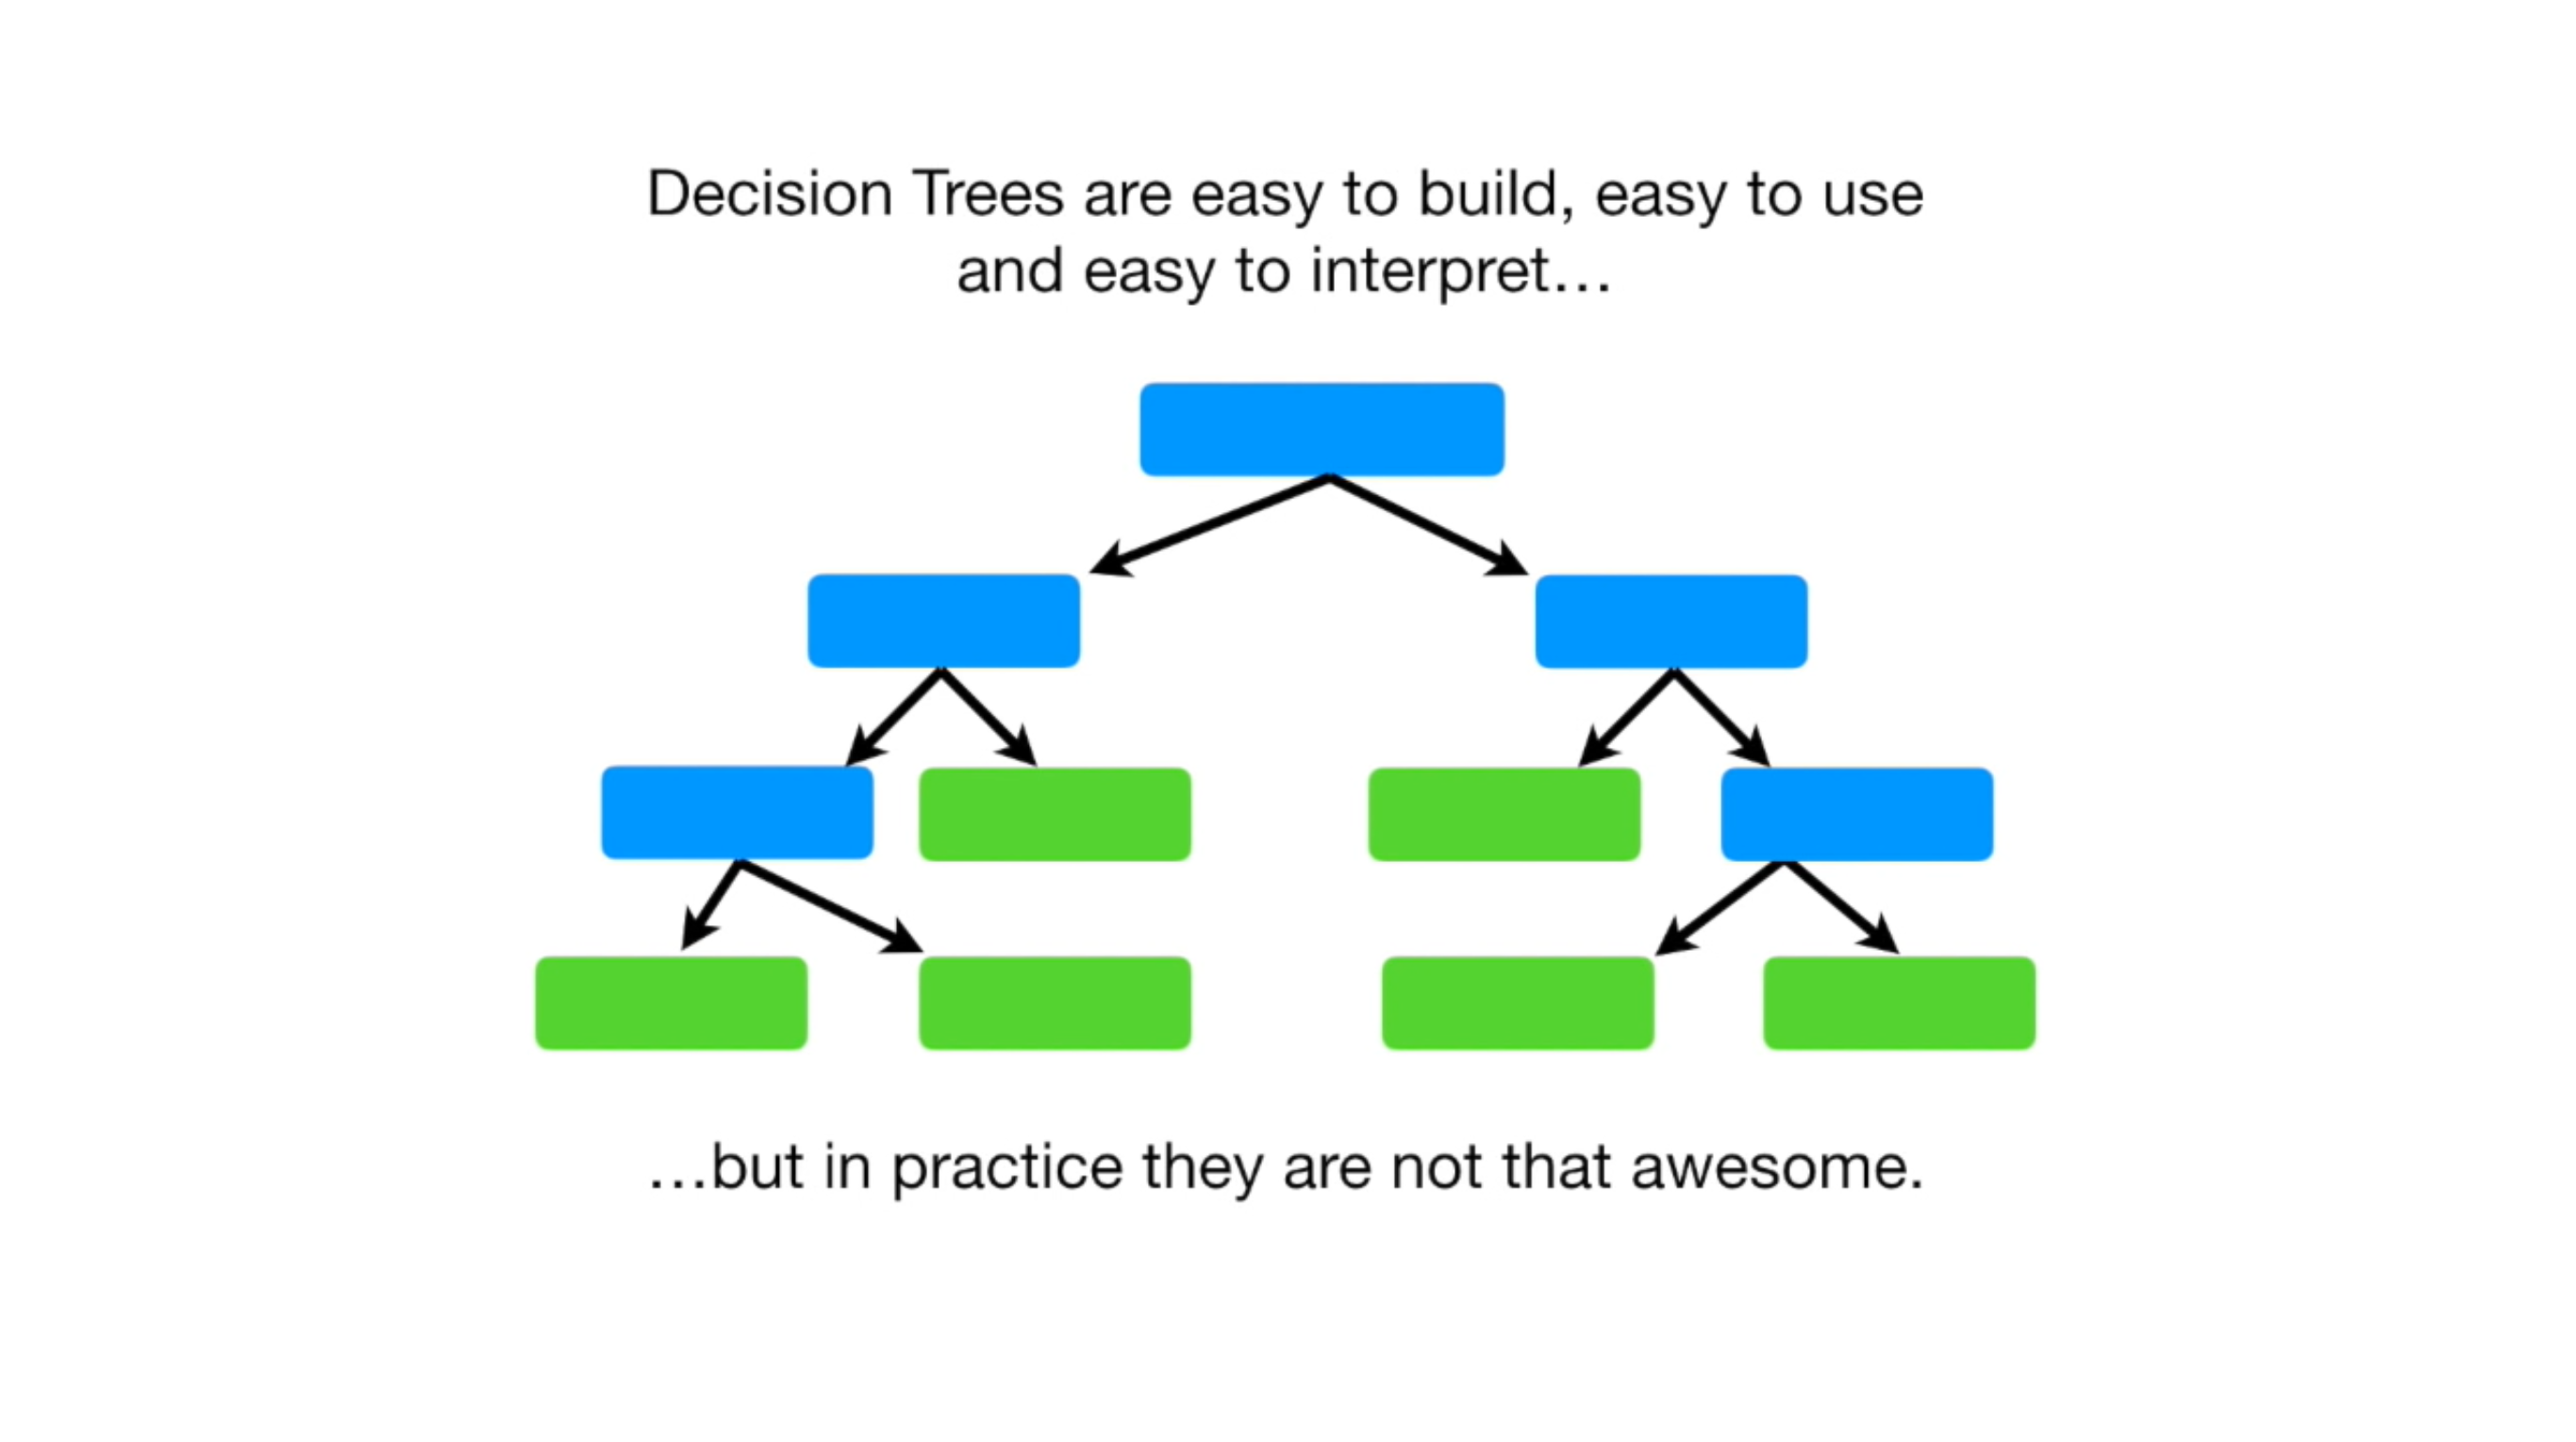 Decision Trees are easy to build, easy to use
and easy to interpret…
…but in practice they are not that awesome.